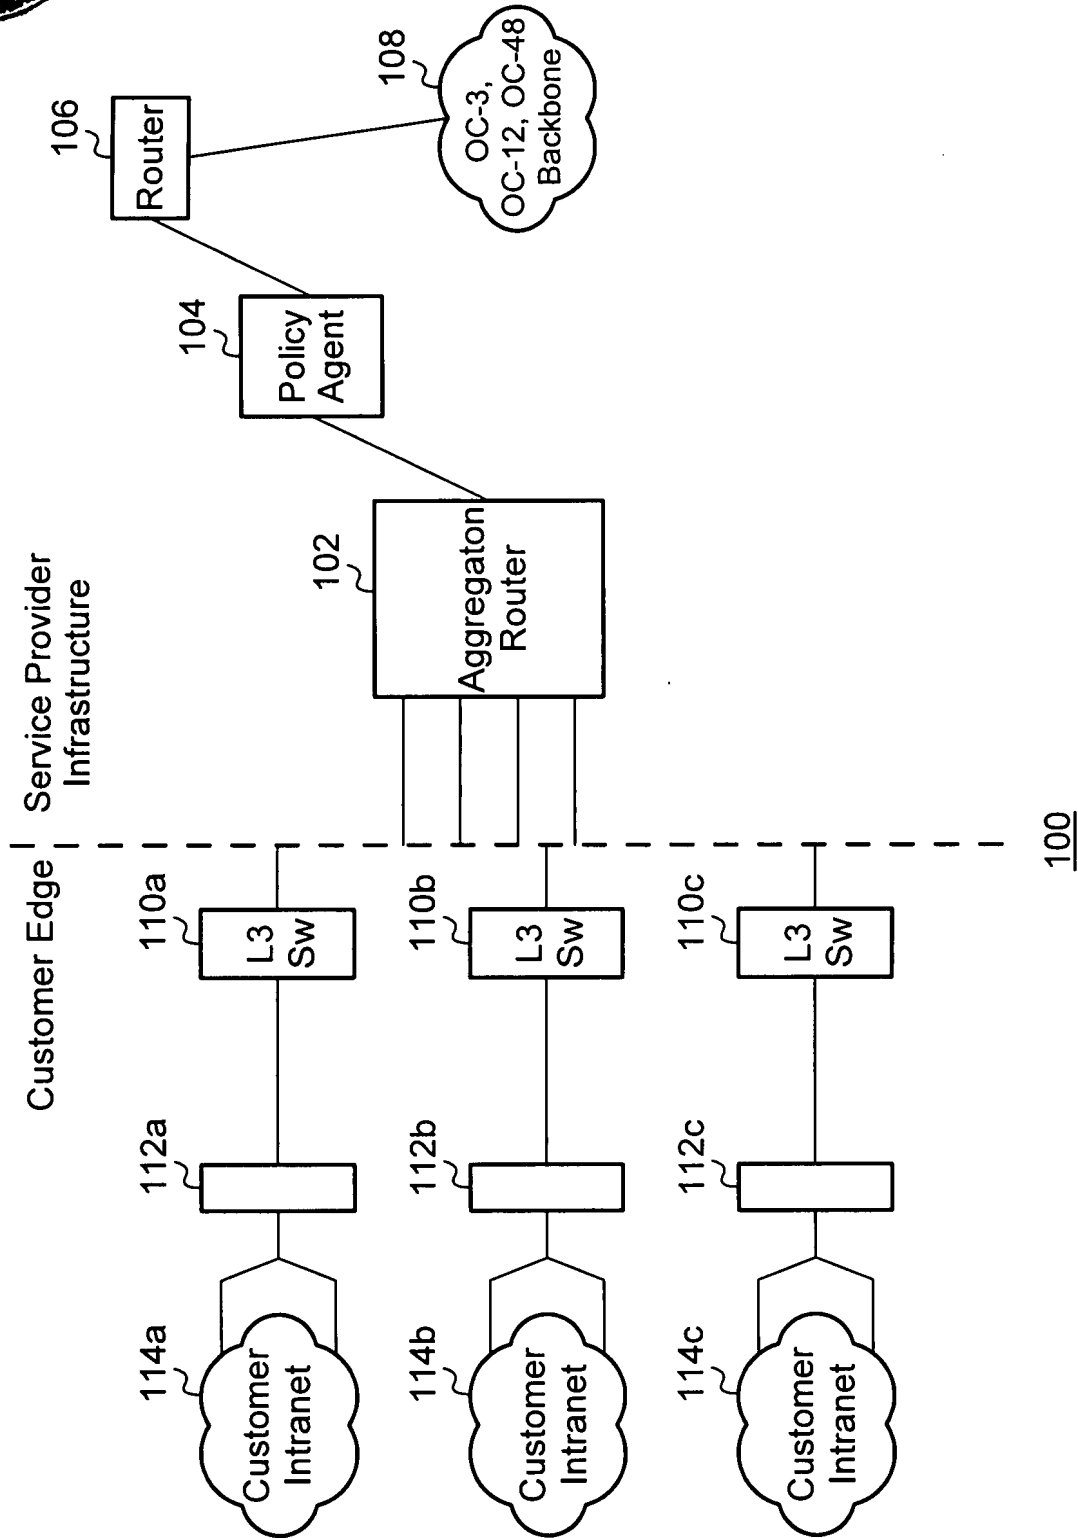 Customer Edge
Service Provider
Infrastructure
114a
Customer
Intranet
112a
110a
L3
Sw
114b
Customer
Intranet
112b
110b
L3
Sw
114c
Customer
Intranet
112c
110c
L3
Sw
102
Aggregaton
Router
104
Policy
Agent
106
Router
108
OC-3,
OC-12, OC-48
Backbone
100